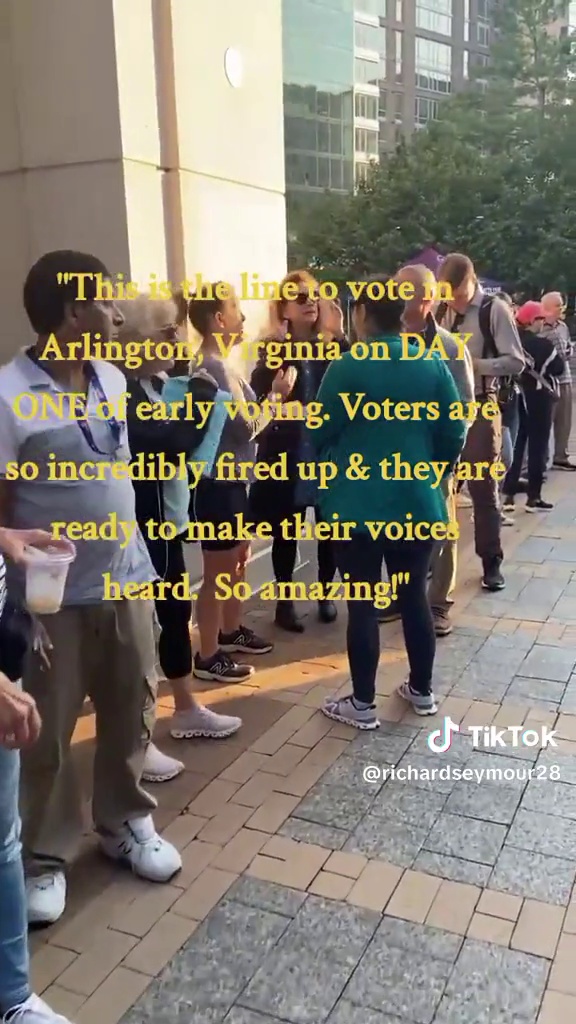 "This is the line to vote in
Arlington, Virginia on DAY
ONE of early voting. Voters are
so incredibly fired up & they are
ready to make their voices
heard. So amazing!"
TikTok
@richardseymour28